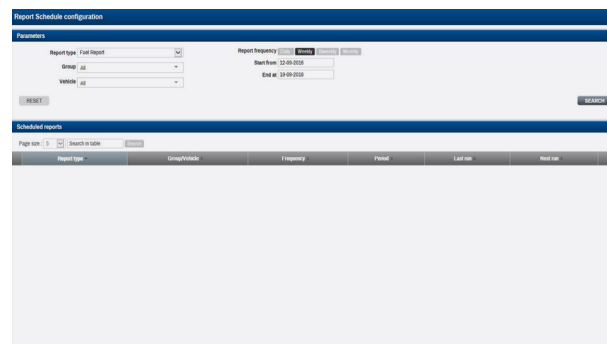 Report Schedule configuration
Parameters
Report type Fuel Report
Report frequency Daily Weekly Monthly
Group All
Start from 12-09-2016
End at 19-09-2016
Vehicle All
RESET
SEARCH
Scheduled reports
Page size : 5 Search in table Search
Report type Group/Vehicle Frequency Period Last run Next run